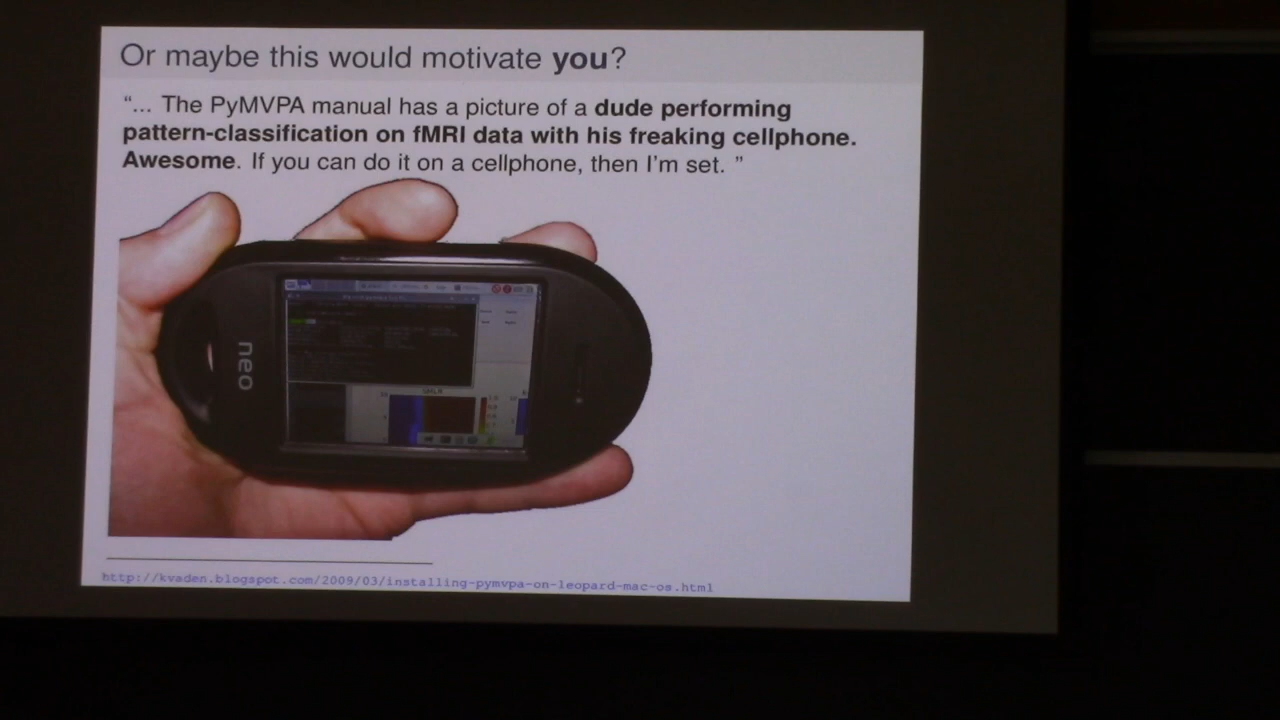 Or maybe this would motivate you?
“... The PyMVPA manual has a picture of a dude performing
pattern-classification on fMRI data with his freaking cellphone.
Awesome. If you can do it on a cellphone, then I'm set. ”
neo
http://kvaden.blogspot.com/2009/03/installing-pymvpa-on-leopard-mac-os.html